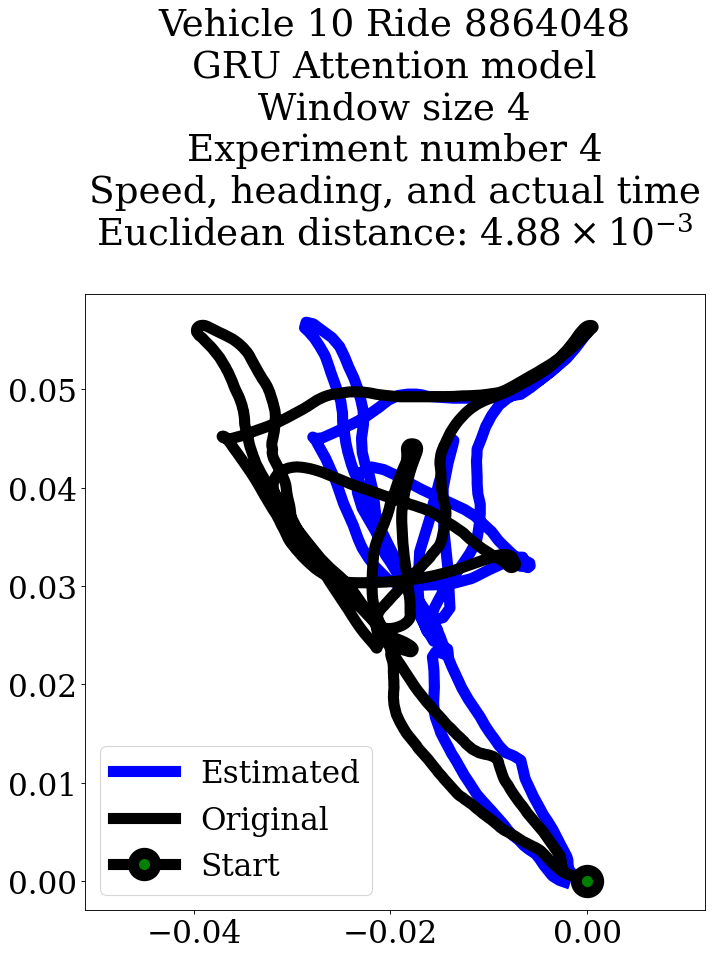 Vehicle 10 Ride 8864048
GRU Attention model
Window size 4
Experiment number 4
Speed, heading, and actual time
Euclidean distance: 4.88 × 10⁻³
0.05
0.04
0.03
0.02
0.01
0.00
Estimated
Original
Start
−0.04
−0.02
0.00